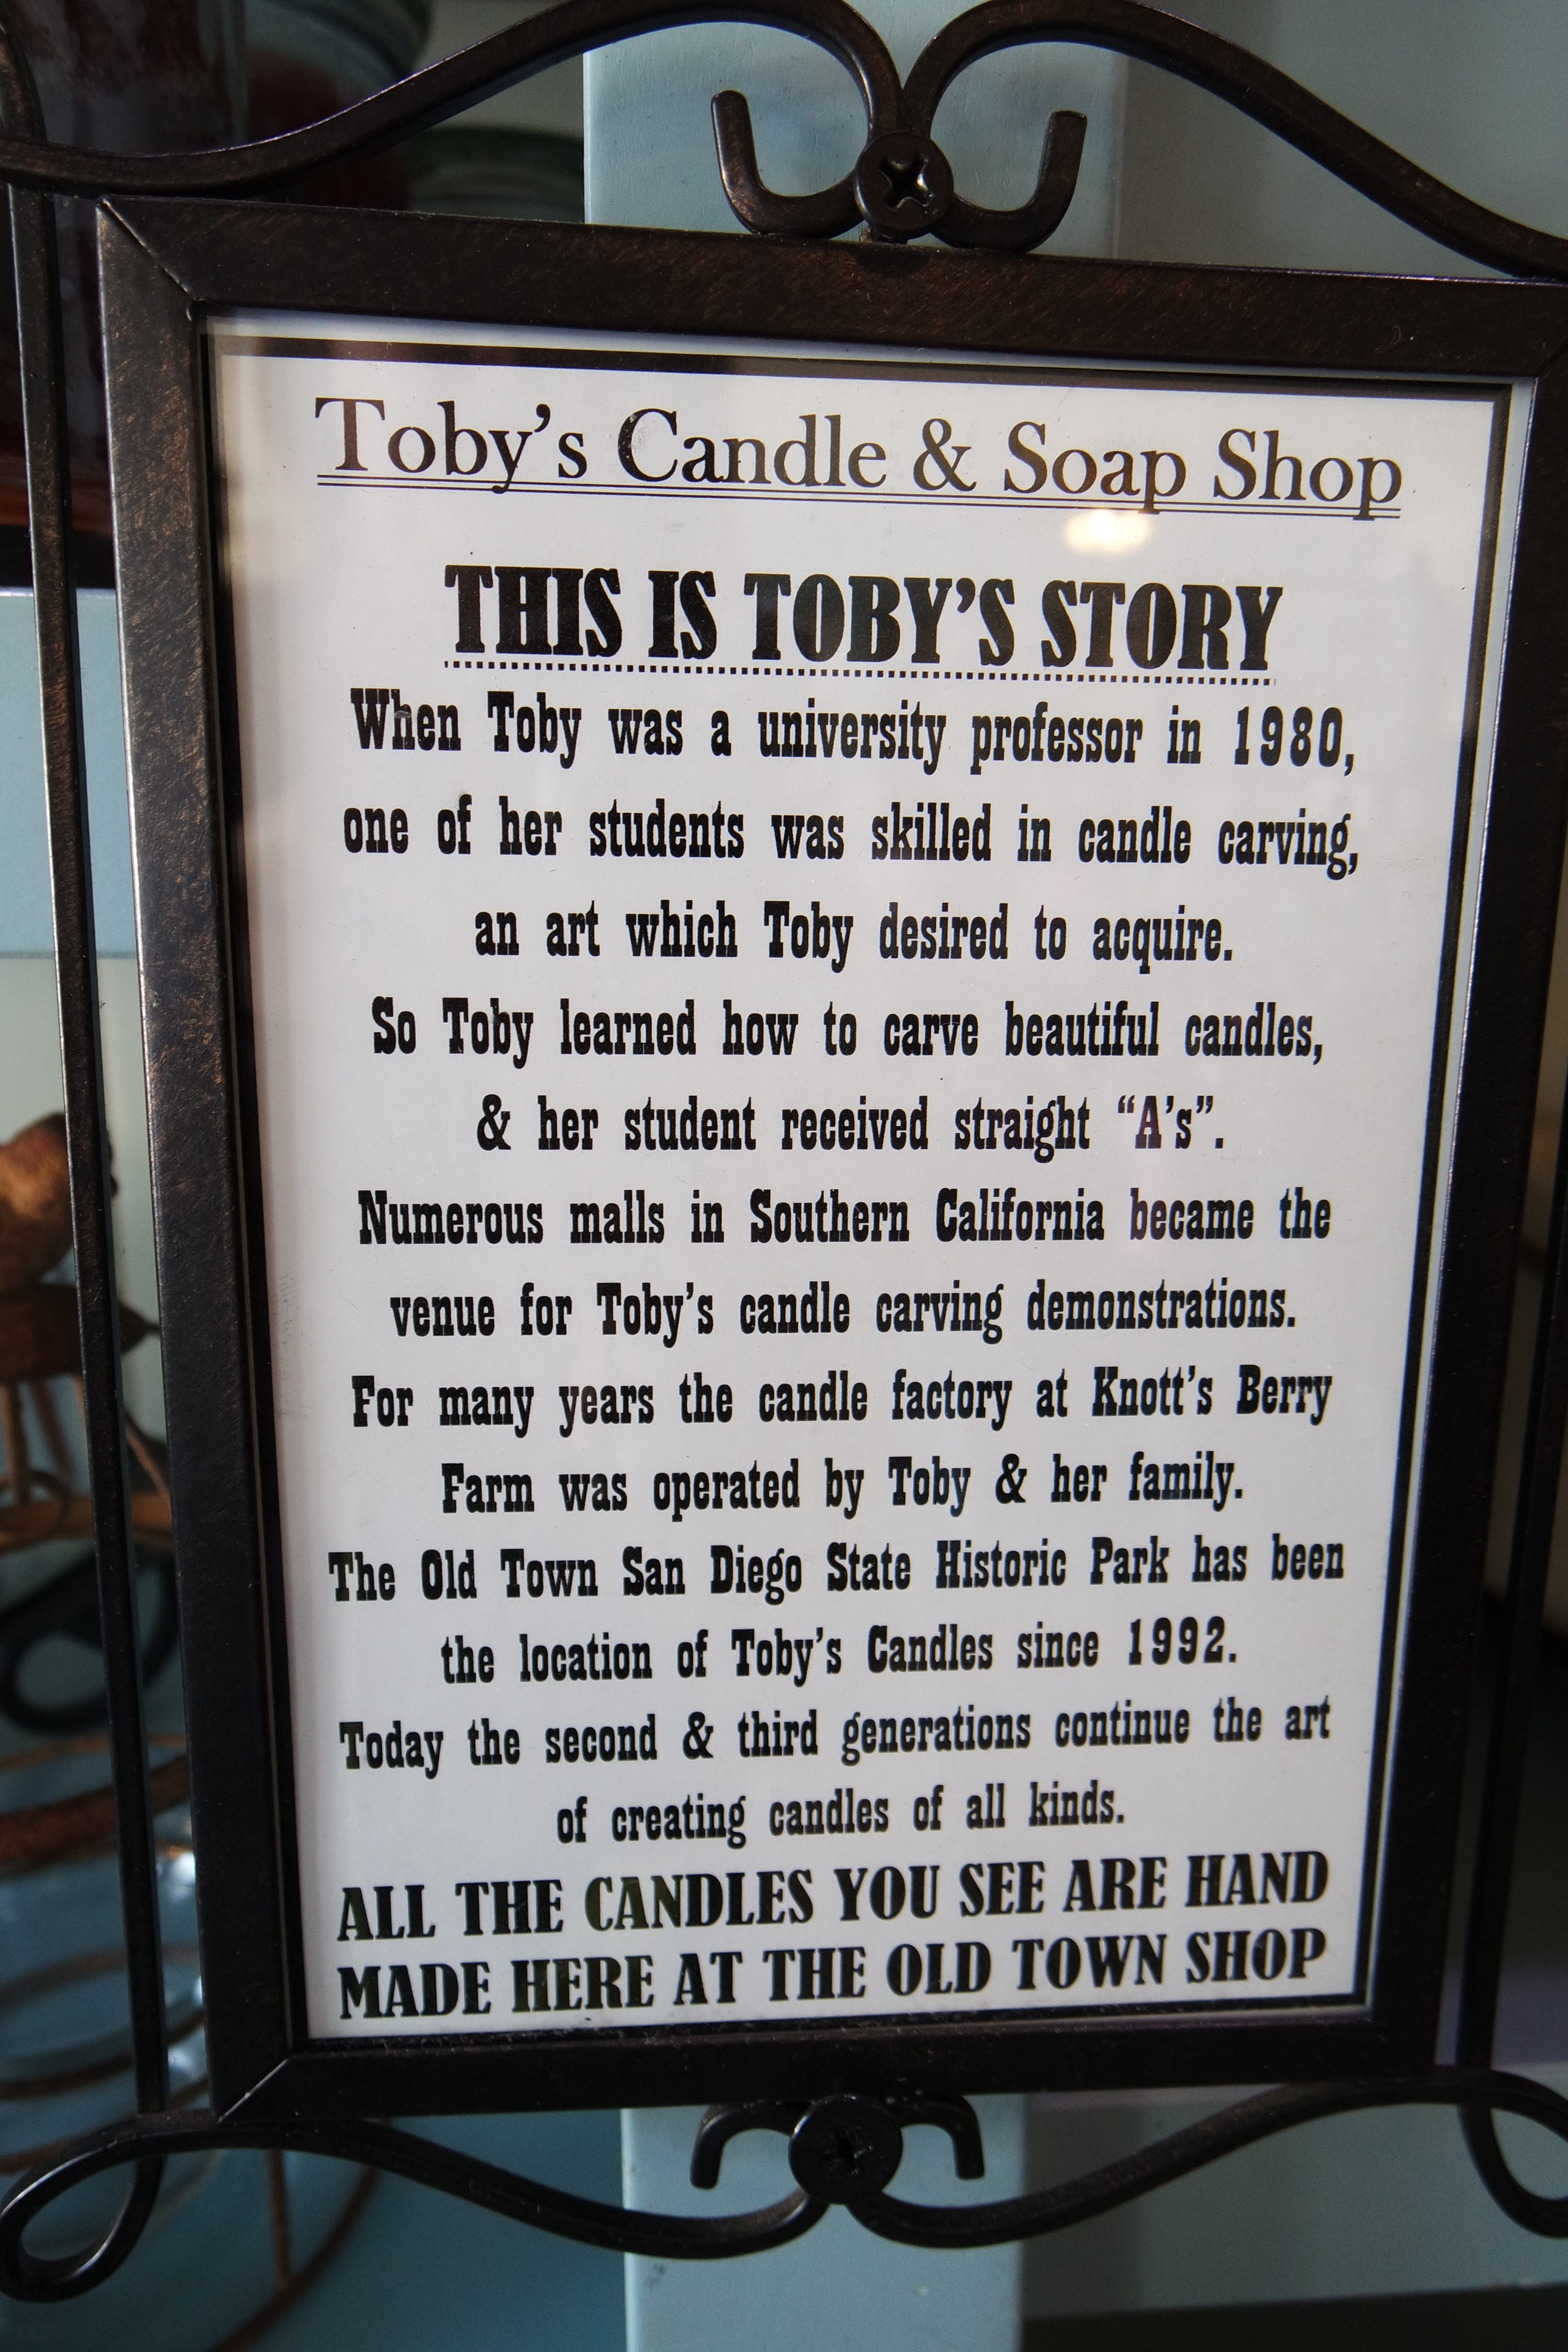 Toby's Candle & Soap Shop
THIS IS TOBY'S STORY
When Toby was a university professor in 1980,
one of her students was skilled in candle carving,
an art which Toby desired to acquire.
So Toby learned how to carve beautiful candles,
& her student received straight “A's”.
Numerous malls in Southern California became the
venue for Toby's candle carving demonstrations.
For many years the candle factory at Knott's Berry
Farm was operated by Toby & her family.
The Old Town San Diego State Historic Park has been
the location of Toby's Candles since 1992.
Today the second & third generations continue the art
of creating candles of all kinds.
ALL THE CANDLES YOU SEE ARE HAND
MADE HERE AT THE OLD TOWN SHOP